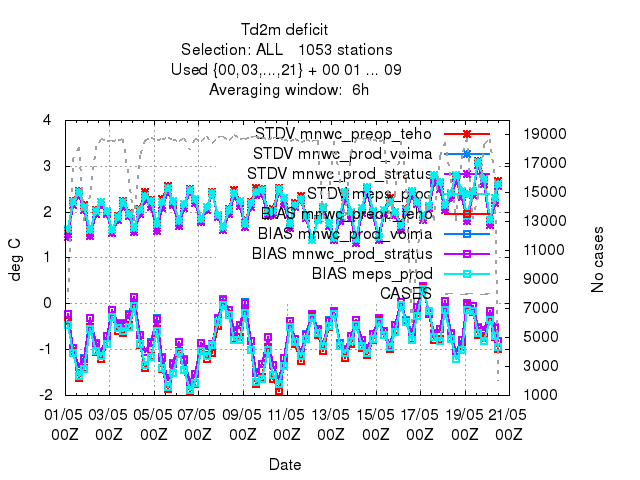 Td2m deficit
Selection: ALL 1053 stations
Used {00,03,...,21} + 00 01 ... 09
Averaging window: 6h
4
3
2
1
0
-1
-2
deg C
19000
17000
15000
13000
11000
9000
7000
5000
3000
1000
No cases
STDV mnwc_preop_teho
STDV mnwc_prod_voima
STDV mnwc_prod_stratus
STDV meps_prod
BIAS mnwc_preop_teho
BIAS mnwc_prod_voima
BIAS mnwc_prod_stratus
BIAS meps_prod
CASES
01/05 03/05 05/05 07/05 09/05 11/05 13/05 15/05 17/05 19/05 21/05
00Z 00Z 00Z 00Z 00Z 00Z 00Z 00Z 00Z 00Z 00Z
Date